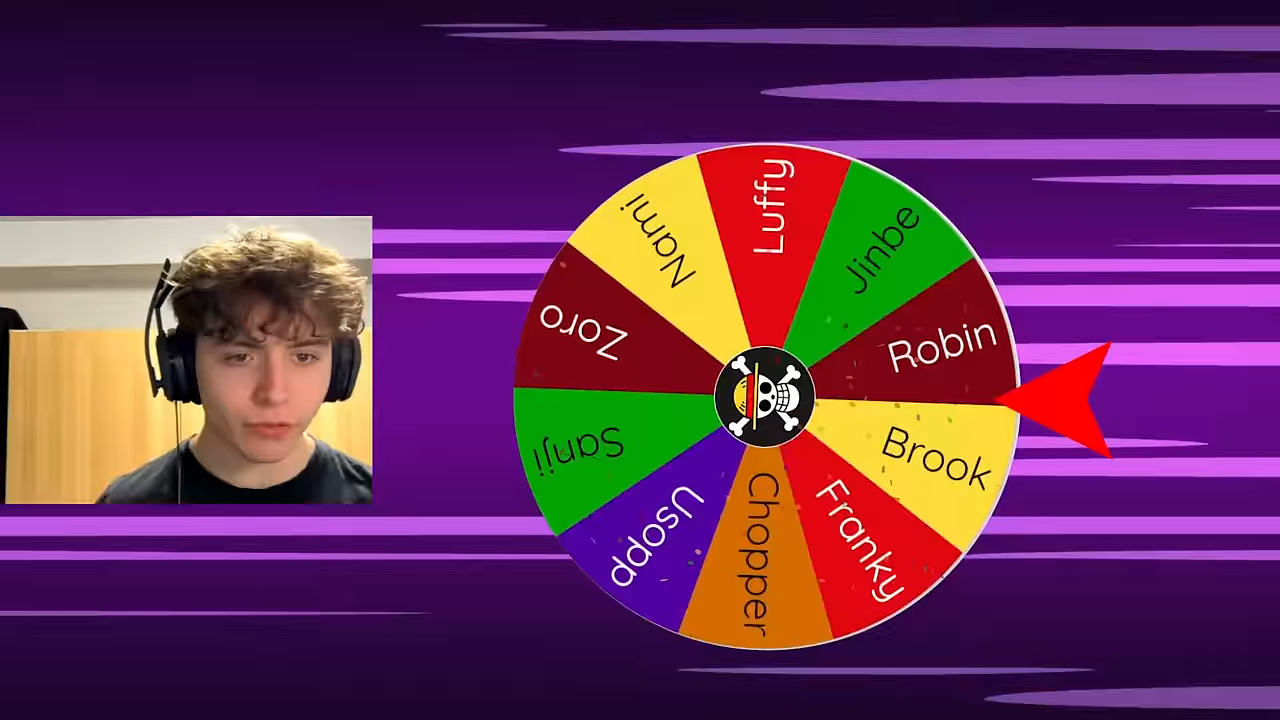 Luffy
Jinbe
Robin
Brook
Franky
Chopper
Usopp
Sanji
Zoro
Nami